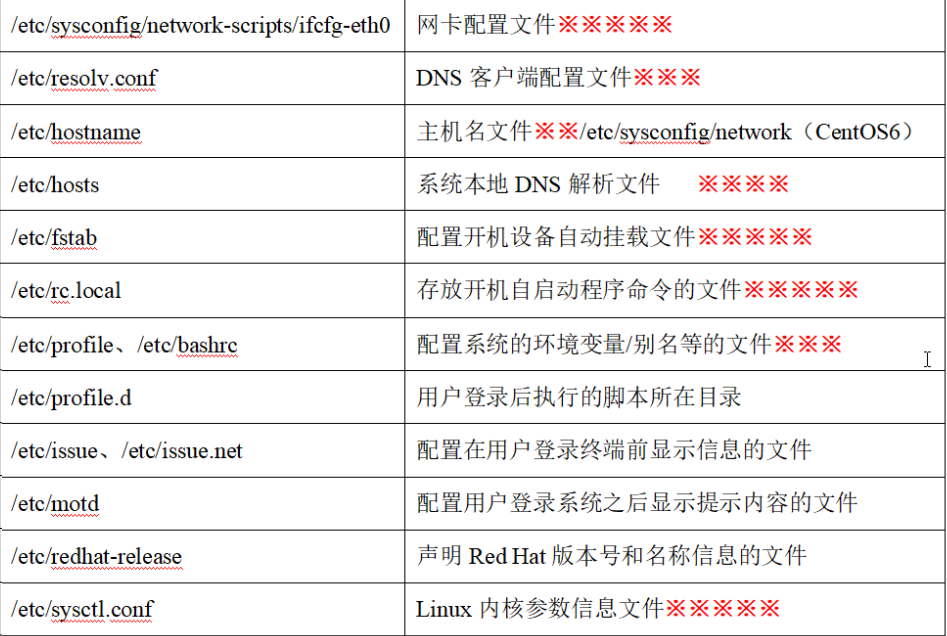 /etc/sysconfig/network-scripts/ifcfg-eth0 网卡配置文件※※※※※
/etc/resolv.conf DNS 客户端配置文件※※※
/etc/hostname 主机名文件※※/etc/sysconfig/network（CentOS6）
/etc/hosts 系统本地 DNS 解析文件 ※※※※
/etc/fstab 配置开机设备自动挂载文件※※※※※
/etc/rc.local 存放开机自启动程序命令的文件※※※※※
/etc/profile、/etc/bashrc 配置系统的环境变量/别名等的文件※※※
/etc/profile.d 用户登录后执行的脚本所在目录
/etc/issue、/etc/issue.net 配置在用户登录终端前显示信息的文件
/etc/motd 配置用户登录系统之后显示提示内容的文件
/etc/redhat-release 声明 Red Hat 版本号和名称信息的文件
/etc/sysctl.conf Linux 内核参数信息文件※※※※※